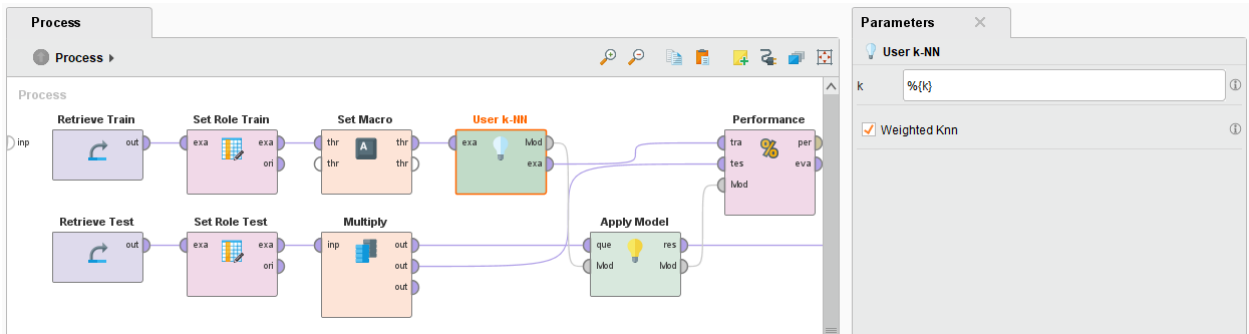 Process
Process
Process
inp
Retrieve Train
out
Set Role Train
exa exa
ori
Set Macro
thr thr
thr thr
User k-NN
exa Mod
exa
Performance
%
tra per
tes eva
Mod
Retrieve Test
out
Set Role Test
exa exa
ori
Multiply
inp out
out
out
Apply Model
que res
Mod Mod
Parameters
User k-NN
k %{k}
Weighted Knn